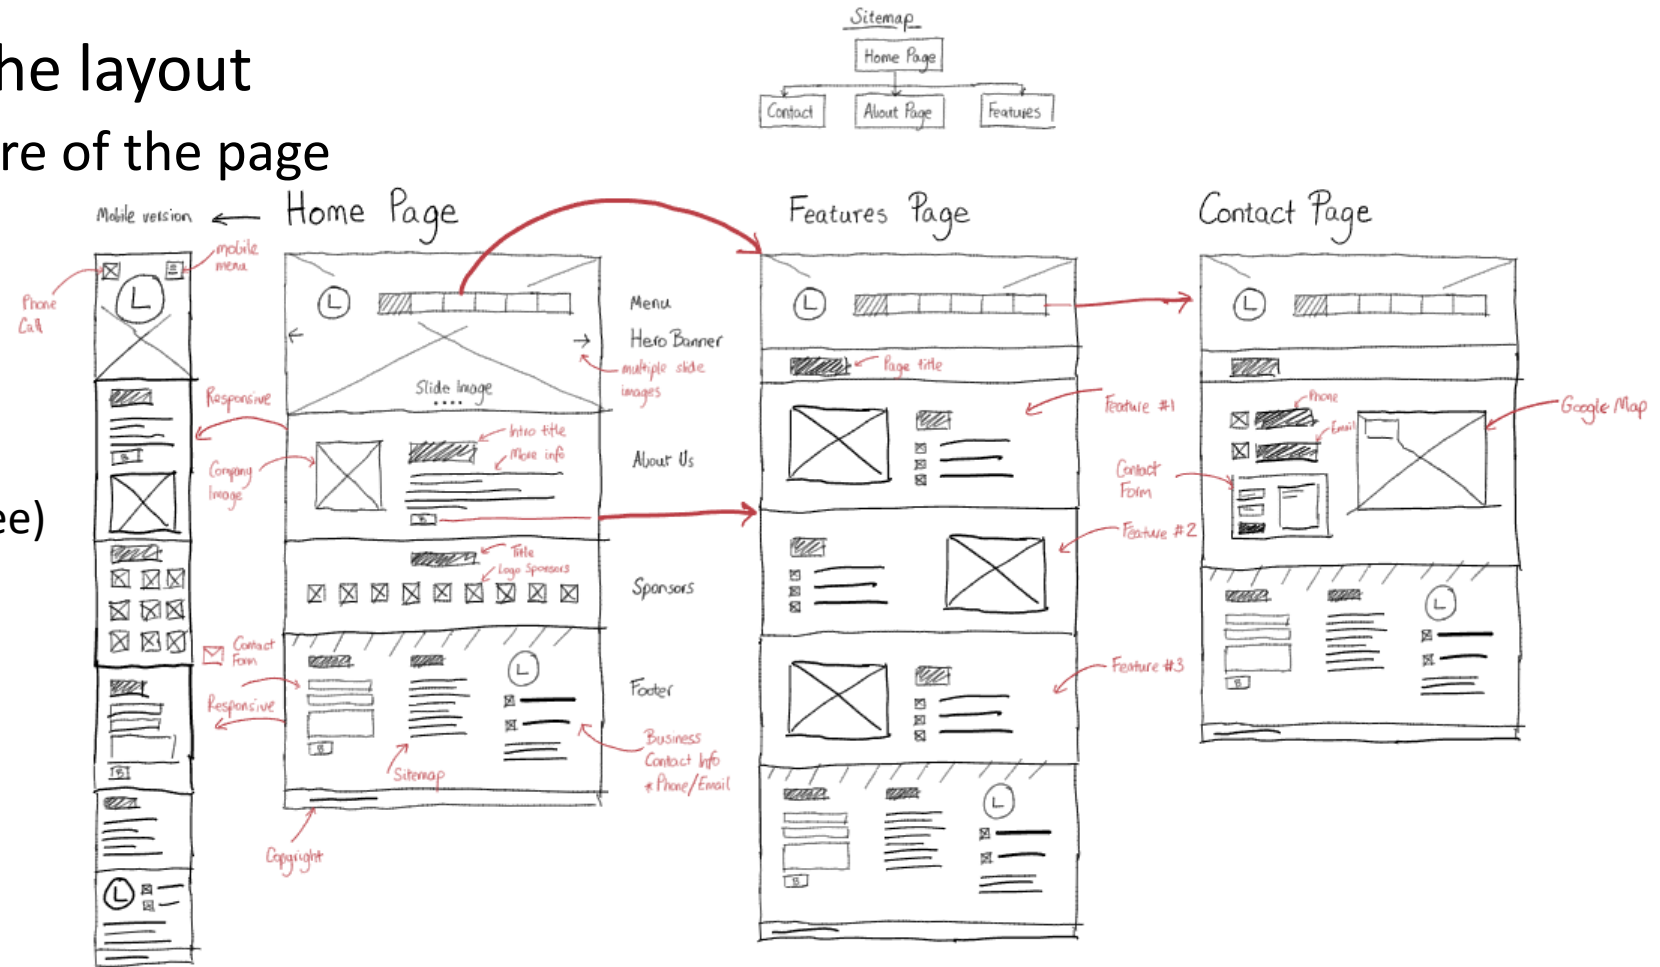 he layout
re of the page
ee)
Sitemap
Home Page
Contact
About Page
Features
Mobile version
Home Page
Features Page
Contact Page
mobile
menu
Phone
Call
L
L
L
L
Menu
Hero Banner
multiple slide
images
Slide Image
Page title
Responsive
Intro title
More info
About Us
Company
Image
B
B
Title
Logo Sponsors
Sponsors
Feature #1
Feature #2
Feature #3
Phone
Email
Google Map
Contact
Form
Contact
Form
Responsive
Footer
Business
Contact Info
* Phone/Email
Sitemap
Copyright
L
L
L
L
B
B
B
B